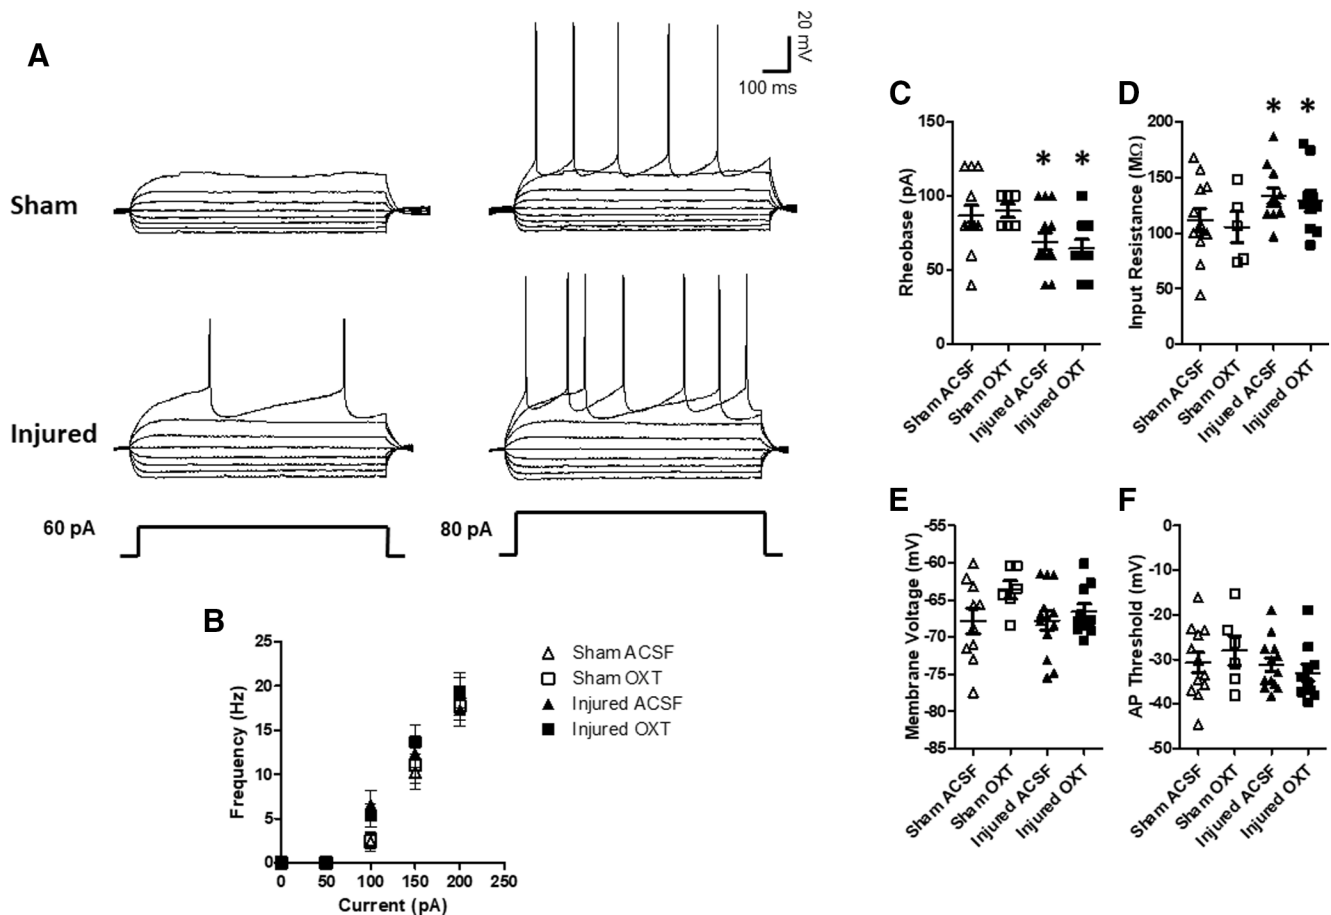 A
20 mV
100 ms
Sham
Injured
60 pA
80 pA
B
25
20
15
10
5
0
Frequency (Hz)
0 50 100 150 200 250
Current (pA)
Sham ACSF
Sham OXT
Injured ACSF
Injured OXT
C
150
100
50
0
Rheobase (pA)
* *
Sham ACSF
Sham OXT
Injured ACSF
Injured OXT
D
200
150
100
50
0
Input Resistance (MΩ)
* *
Sham ACSF
Sham OXT
Injured ACSF
Injured OXT
E
-55
-60
-65
-70
-75
-80
-85
Membrane Voltage (mV)
Sham ACSF
Sham OXT
Injured ACSF
Injured OXT
F
0
-10
-20
-30
-40
-50
AP Threshold (mV)
Sham ACSF
Sham OXT
Injured ACSF
Injured OXT